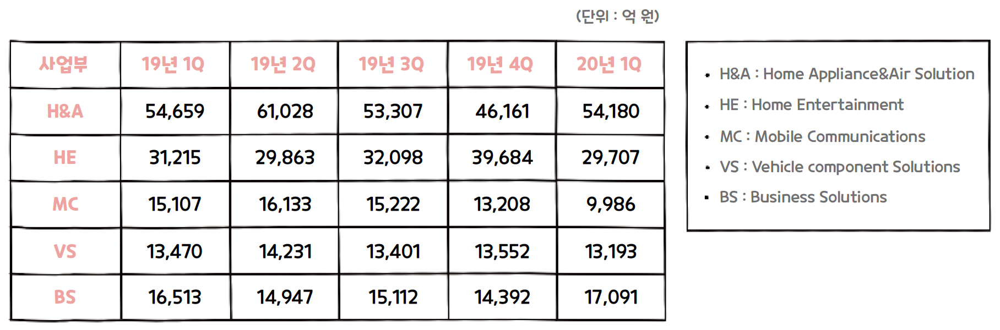 (단위 : 억 원)
사업부 19년 1Q 19년 2Q 19년 3Q 19년 4Q 20년 1Q
H&A 54,659 61,028 53,307 46,161 54,180
HE 31,215 29,863 32,098 39,684 29,707
MC 15,107 16,133 15,222 13,208 9,986
VS 13,470 14,231 13,401 13,552 13,193
BS 16,513 14,947 15,112 14,392 17,091
▪ H&A : Home Appliance&Air Solution
▪ HE : Home Entertainment
▪ MC : Mobile Communications
▪ VS : Vehicle component Solutions
▪ BS : Business Solutions